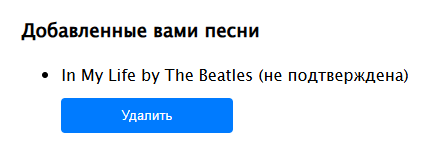 Добавленные вами песни
In My Life by The Beatles (не подтверждена)
Удалить